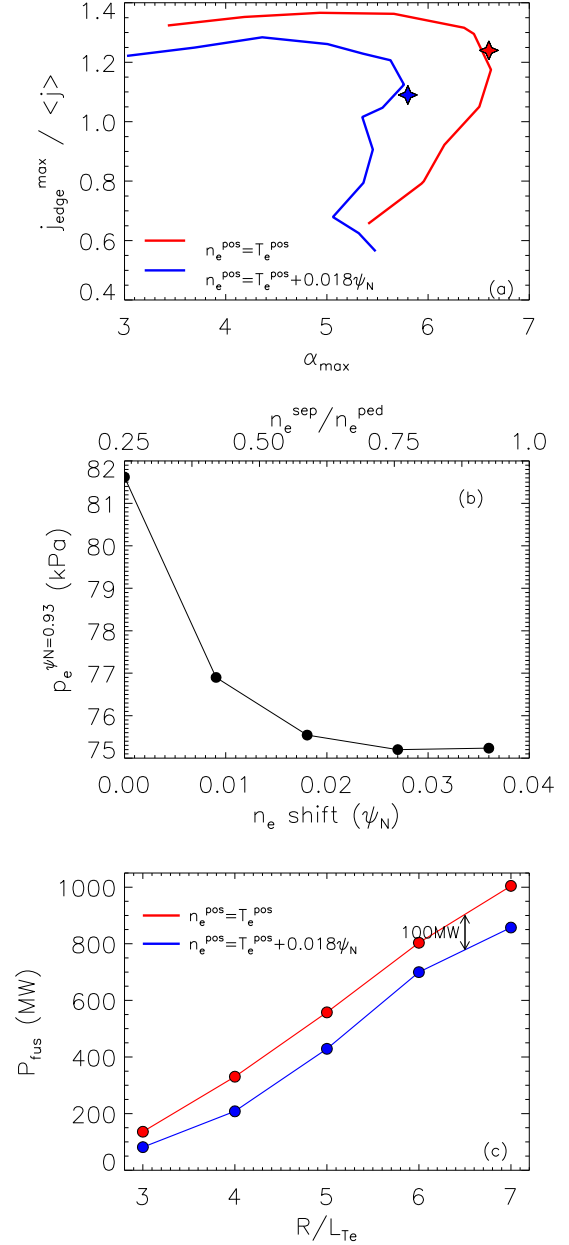 1.4
1.2
1.0
0.8
0.6
0.4
j_edge^max / <j>
n_e^pos=T_e^pos
n_e^pos=T_e^pos+0.018ψ_N
(a)
3 4 5 6 7
α_max
n_e^sep/n_e^ped
0.25 0.50 0.75 1.0
82
81
80
79
78
77
76
75
p_e^ψN=0.93 (kPa)
(b)
0.00 0.01 0.02 0.03 0.04
n_e shift (ψ_N)
1000
800
600
400
200
0
P_fus (MW)
n_e^pos=T_e^pos
n_e^pos=T_e^pos+0.018ψ_N
100MW
(c)
3 4 5 6 7
R/L_Te